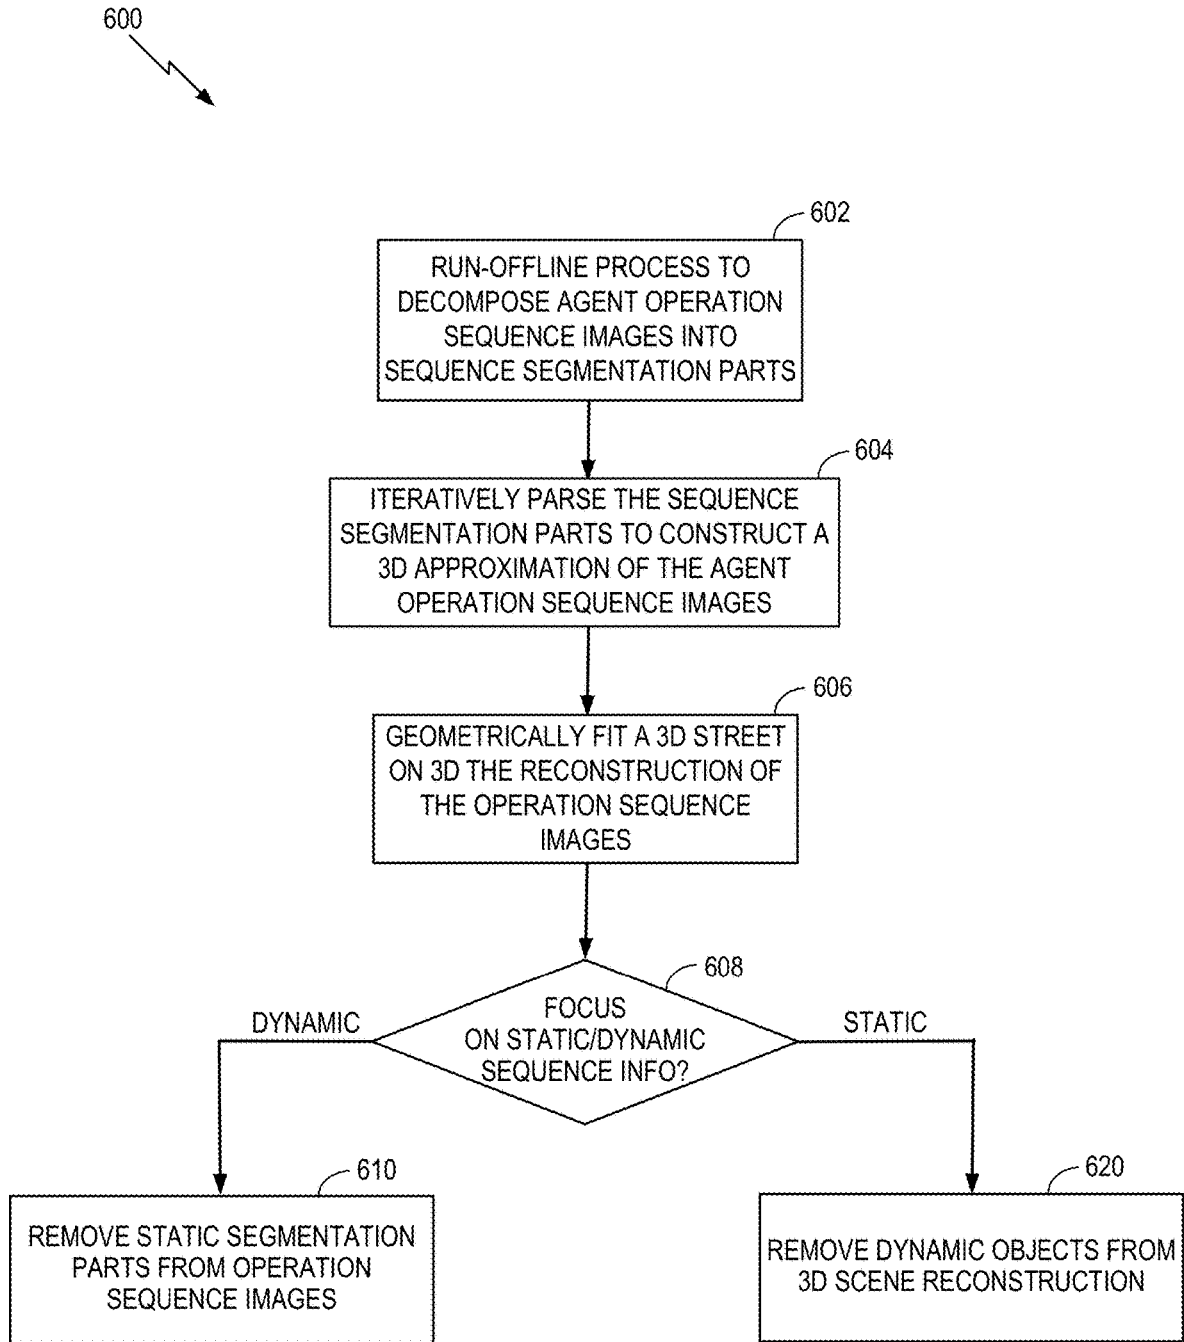 600
602
RUN-OFFLINE PROCESS TO
DECOMPOSE AGENT OPERATION
SEQUENCE IMAGES INTO
SEQUENCE SEGMENTATION PARTS
604
ITERATIVELY PARSE THE SEQUENCE
SEGMENTATION PARTS TO CONSTRUCT A
3D APPROXIMATION OF THE AGENT
OPERATION SEQUENCE IMAGES
606
GEOMETRICALLY FIT A 3D STREET
ON 3D THE RECONSTRUCTION OF
THE OPERATION SEQUENCE
IMAGES
608
FOCUS
ON STATIC/DYNAMIC
SEQUENCE INFO?
DYNAMIC
STATIC
610
REMOVE STATIC SEGMENTATION
PARTS FROM OPERATION
SEQUENCE IMAGES
620
REMOVE DYNAMIC OBJECTS FROM
3D SCENE RECONSTRUCTION